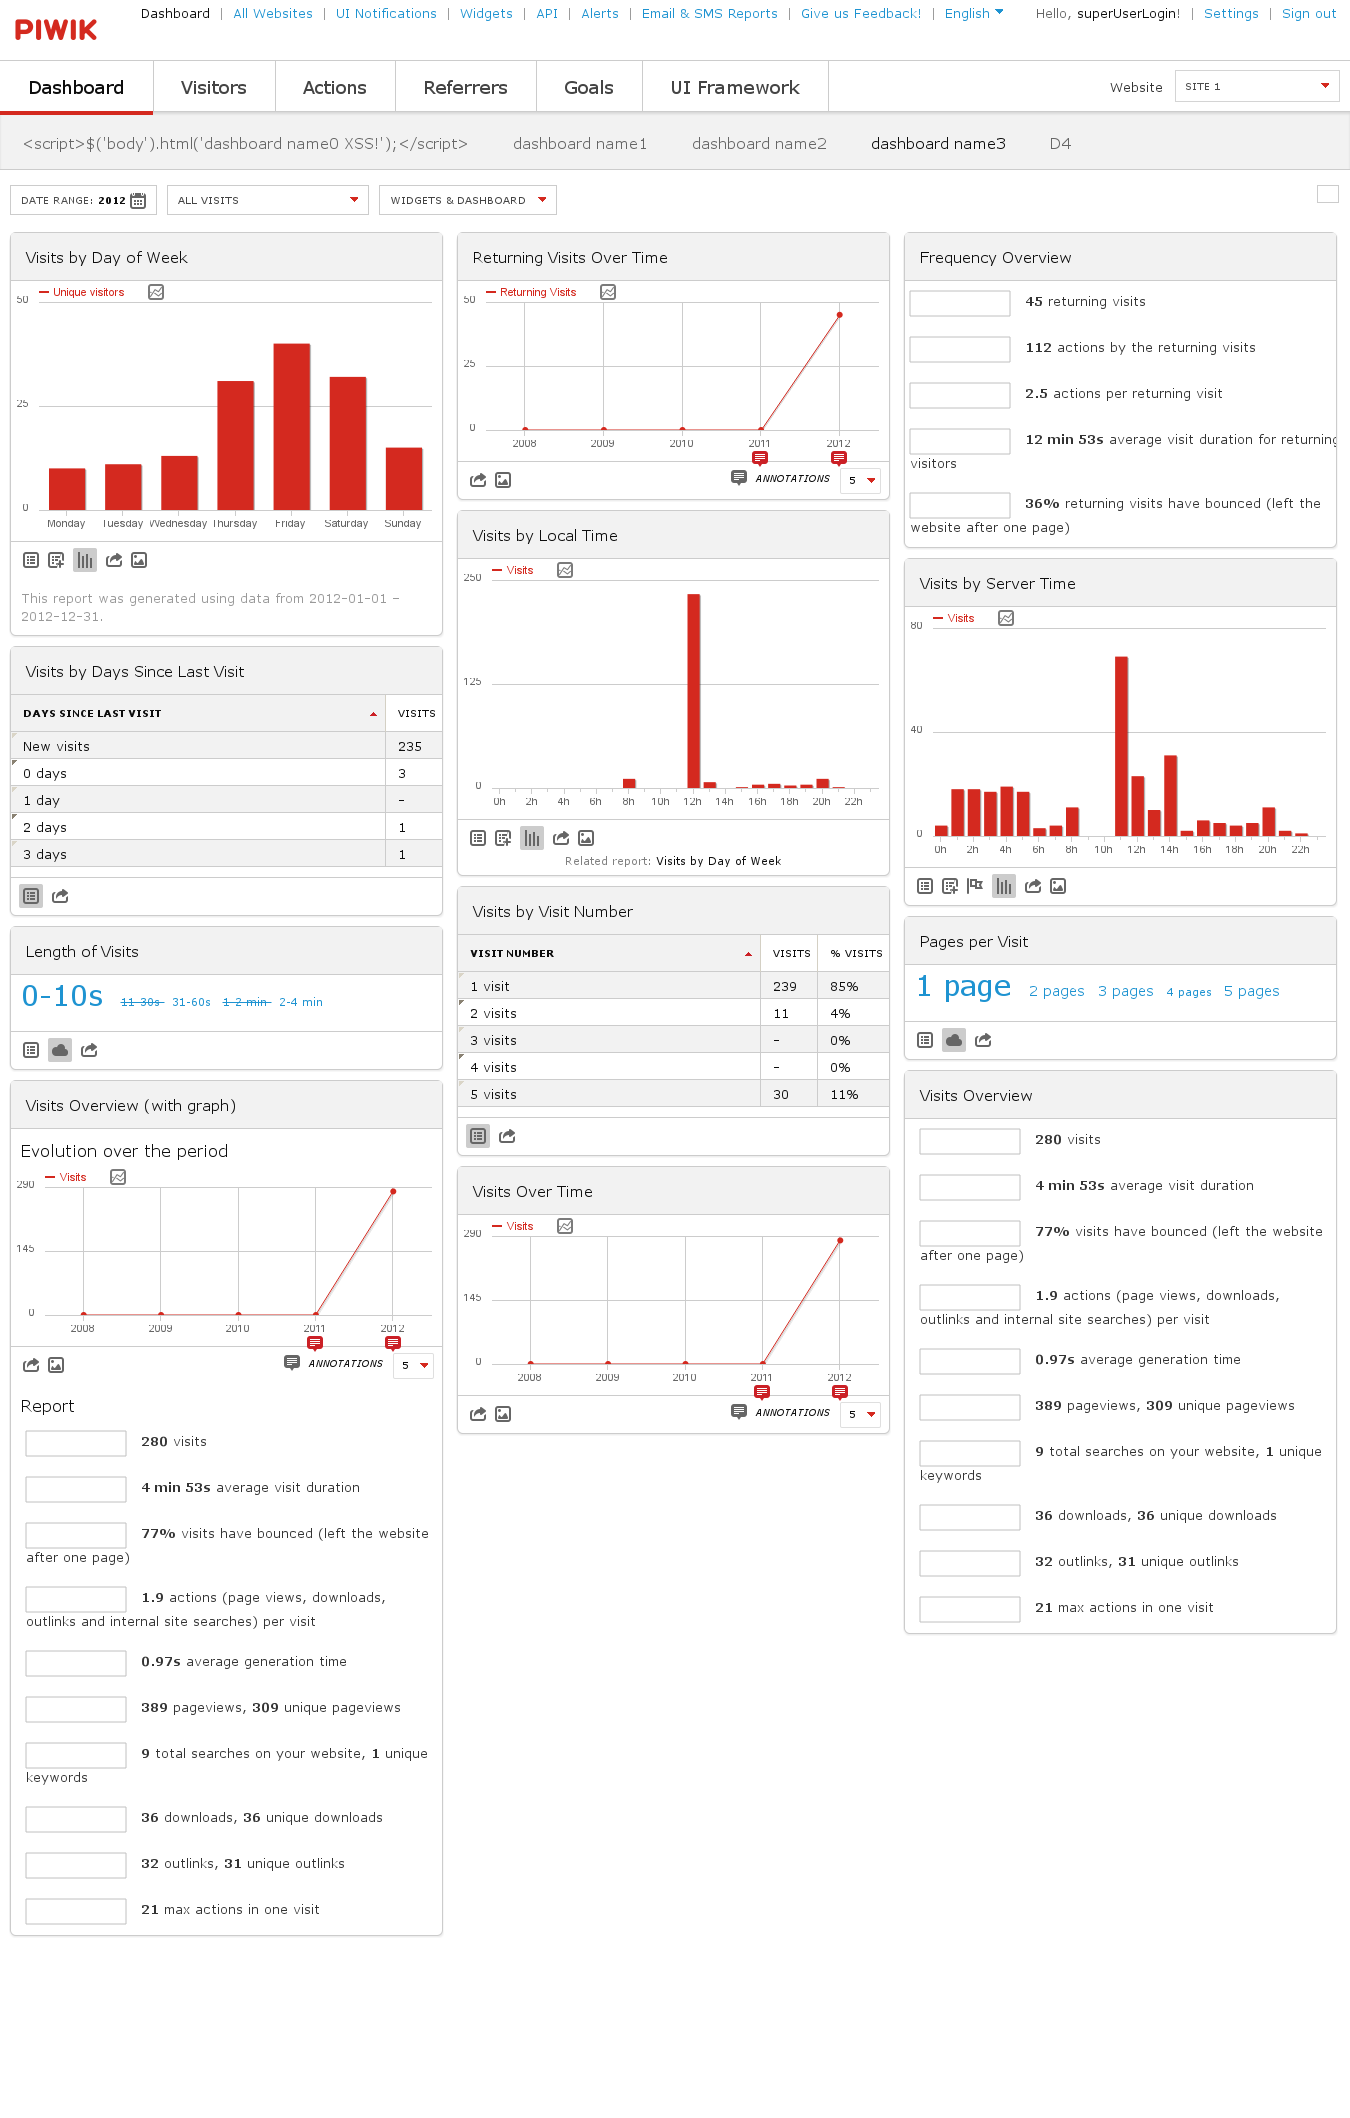 PIWIK
Dashboard | All Websites | UI Notifications | Widgets | API | Alerts | Email & SMS Reports | Give us Feedback! | English
Hello, superUserLogin! | Settings | Sign out
Dashboard Visitors Actions Referrers Goals UI Framework
Website SITE 1
<script>$('body').html('dashboard name0 XSS!');</script> dashboard name1 dashboard name2 dashboard name3 D4
DATE RANGE: 2012 ALL VISITS WIDGETS & DASHBOARD
Visits by Day of Week
Unique visitors
50
25
0
Monday Tuesday Wednesday Thursday Friday Saturday Sunday
This report was generated using data from 2012-01-01 -
2012-12-31.
Visits by Days Since Last Visit
DAYS SINCE LAST VISIT VISITS
New visits 235
0 days 3
1 day -
2 days 1
3 days 1
Length of Visits
0-10s 11-30s 31-60s 1-2 min 2-4 min
Visits Overview (with graph)
Evolution over the period
Visits
290
145
0
2008 2009 2010 2011 2012
ANNOTATIONS 5
Report
280 visits
4 min 53s average visit duration
77% visits have bounced (left the website
after one page)
1.9 actions (page views, downloads,
outlinks and internal site searches) per visit
0.97s average generation time
389 pageviews, 309 unique pageviews
9 total searches on your website, 1 unique
keywords
36 downloads, 36 unique downloads
32 outlinks, 31 unique outlinks
21 max actions in one visit
Returning Visits Over Time
Returning Visits
50
25
0
2008 2009 2010 2011 2012
ANNOTATIONS 5
Visits by Local Time
Visits
250
125
0
0h 2h 4h 6h 8h 10h 12h 14h 16h 18h 20h 22h
Related report: Visits by Day of Week
Visits by Visit Number
VISIT NUMBER VISITS % VISITS
1 visit 239 85%
2 visits 11 4%
3 visits - 0%
4 visits - 0%
5 visits 30 11%
Visits Over Time
Visits
290
145
0
2008 2009 2010 2011 2012
ANNOTATIONS 5
Frequency Overview
45 returning visits
112 actions by the returning visits
2.5 actions per returning visit
12 min 53s average visit duration for returning
visitors
36% returning visits have bounced (left the
website after one page)
Visits by Server Time
Visits
80
40
0
0h 2h 4h 6h 8h 10h 12h 14h 16h 18h 20h 22h
Pages per Visit
1 page 2 pages 3 pages 4 pages 5 pages
Visits Overview
280 visits
4 min 53s average visit duration
77% visits have bounced (left the website
after one page)
1.9 actions (page views, downloads,
outlinks and internal site searches) per visit
0.97s average generation time
389 pageviews, 309 unique pageviews
9 total searches on your website, 1 unique
keywords
36 downloads, 36 unique downloads
32 outlinks, 31 unique outlinks
21 max actions in one visit